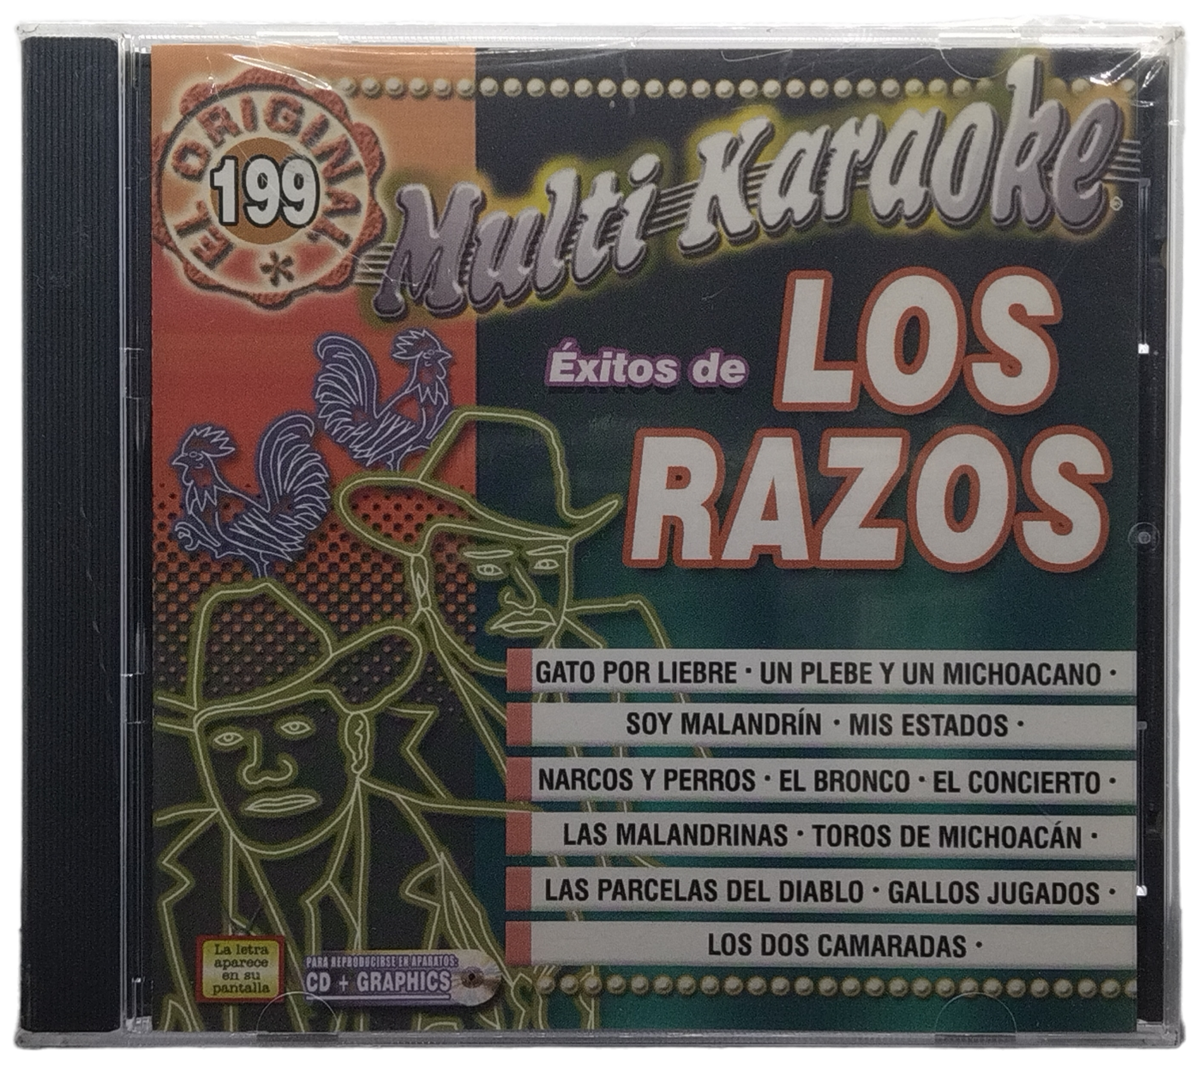 EL ORIGINAL *
199
Multi Karaoke®
Éxitos de
LOS
RAZOS
GATO POR LIEBRE · UN PLEBE Y UN MICHOACANO ·
SOY MALANDRÍN · MIS ESTADOS ·
NARCOS Y PERROS · EL BRONCO · EL CONCIERTO ·
LAS MALANDRINAS · TOROS DE MICHOACÁN ·
LAS PARCELAS DEL DIABLO · GALLOS JUGADOS ·
LOS DOS CAMARADAS ·
La letra
aparece
en su
pantalla
PARA REPRODUCIRSE EN APARATOS:
CD + GRAPHICS